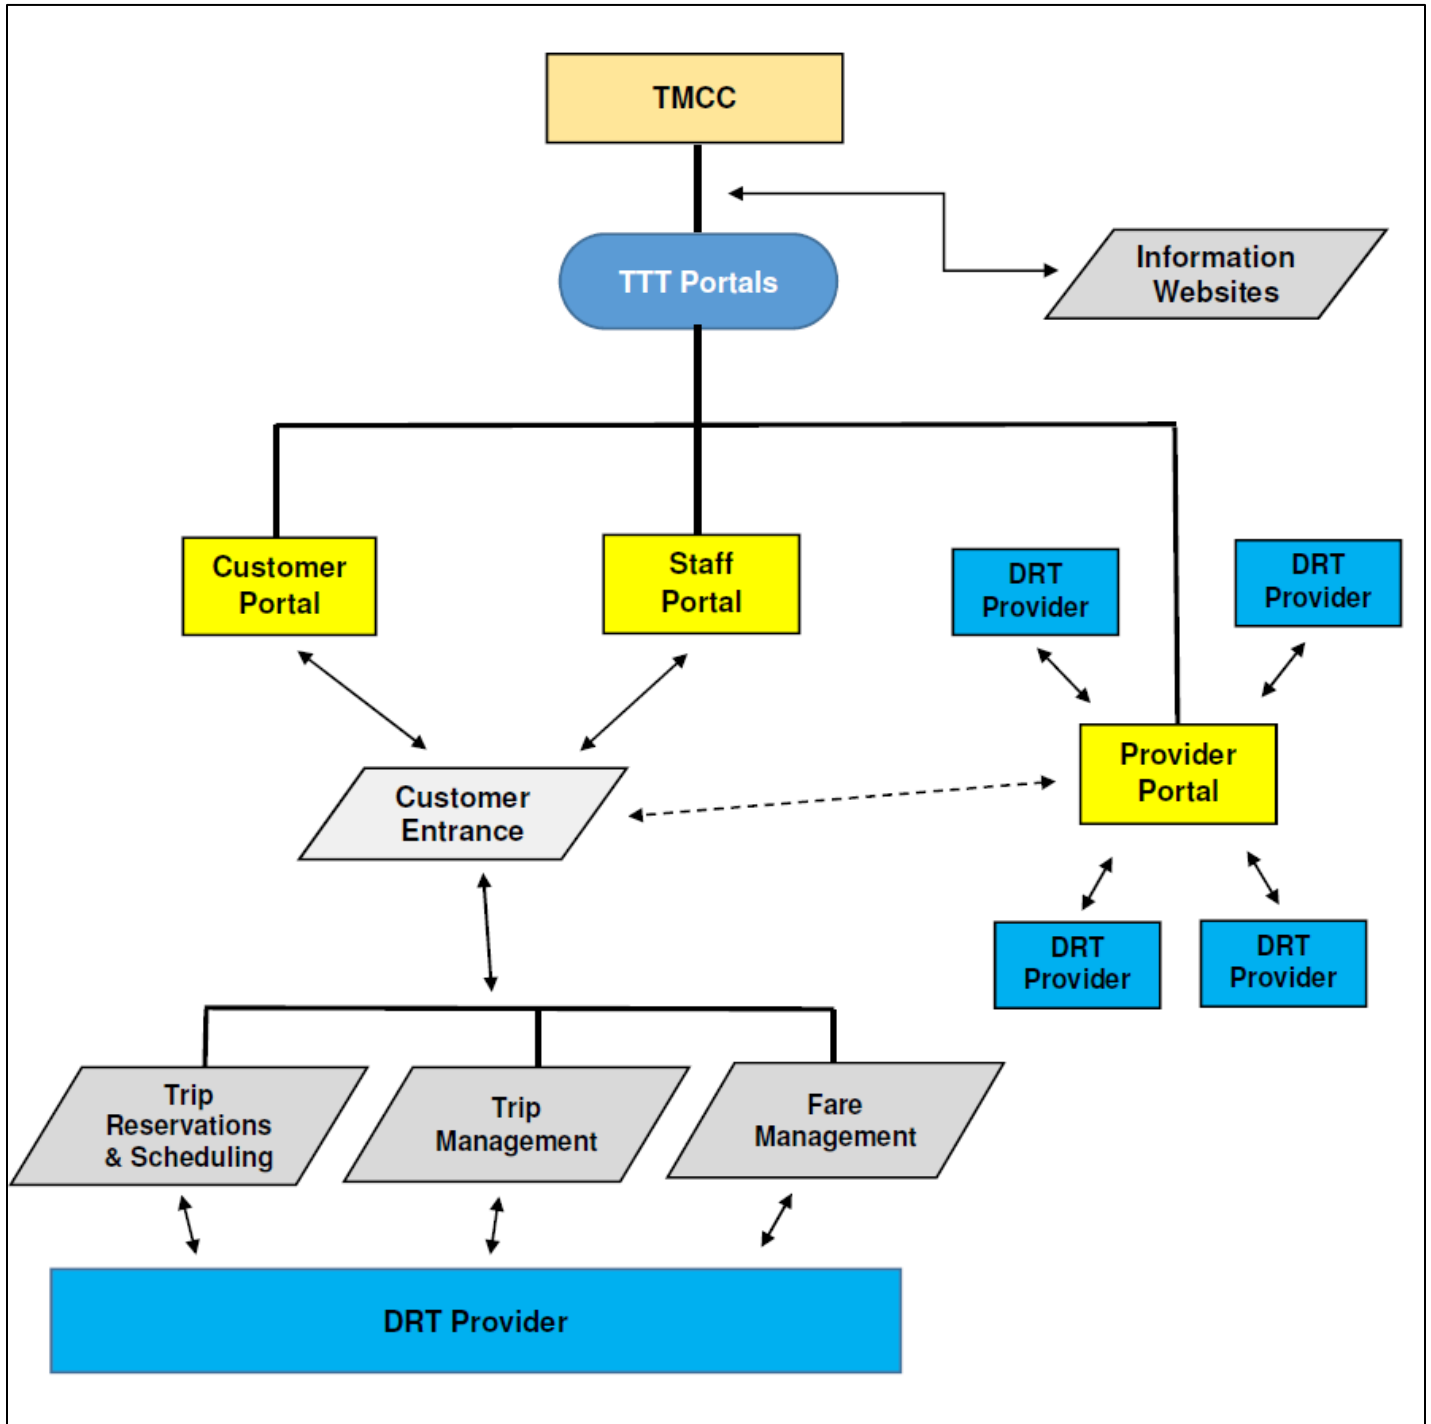 TMCC
TTT Portals
Information
Websites
Customer
Portal
Staff
Portal
DRT
Provider
DRT
Provider
Provider
Portal
Customer
Entrance
DRT
Provider
DRT
Provider
Trip
Reservations
& Scheduling
Trip
Management
Fare
Management
DRT Provider